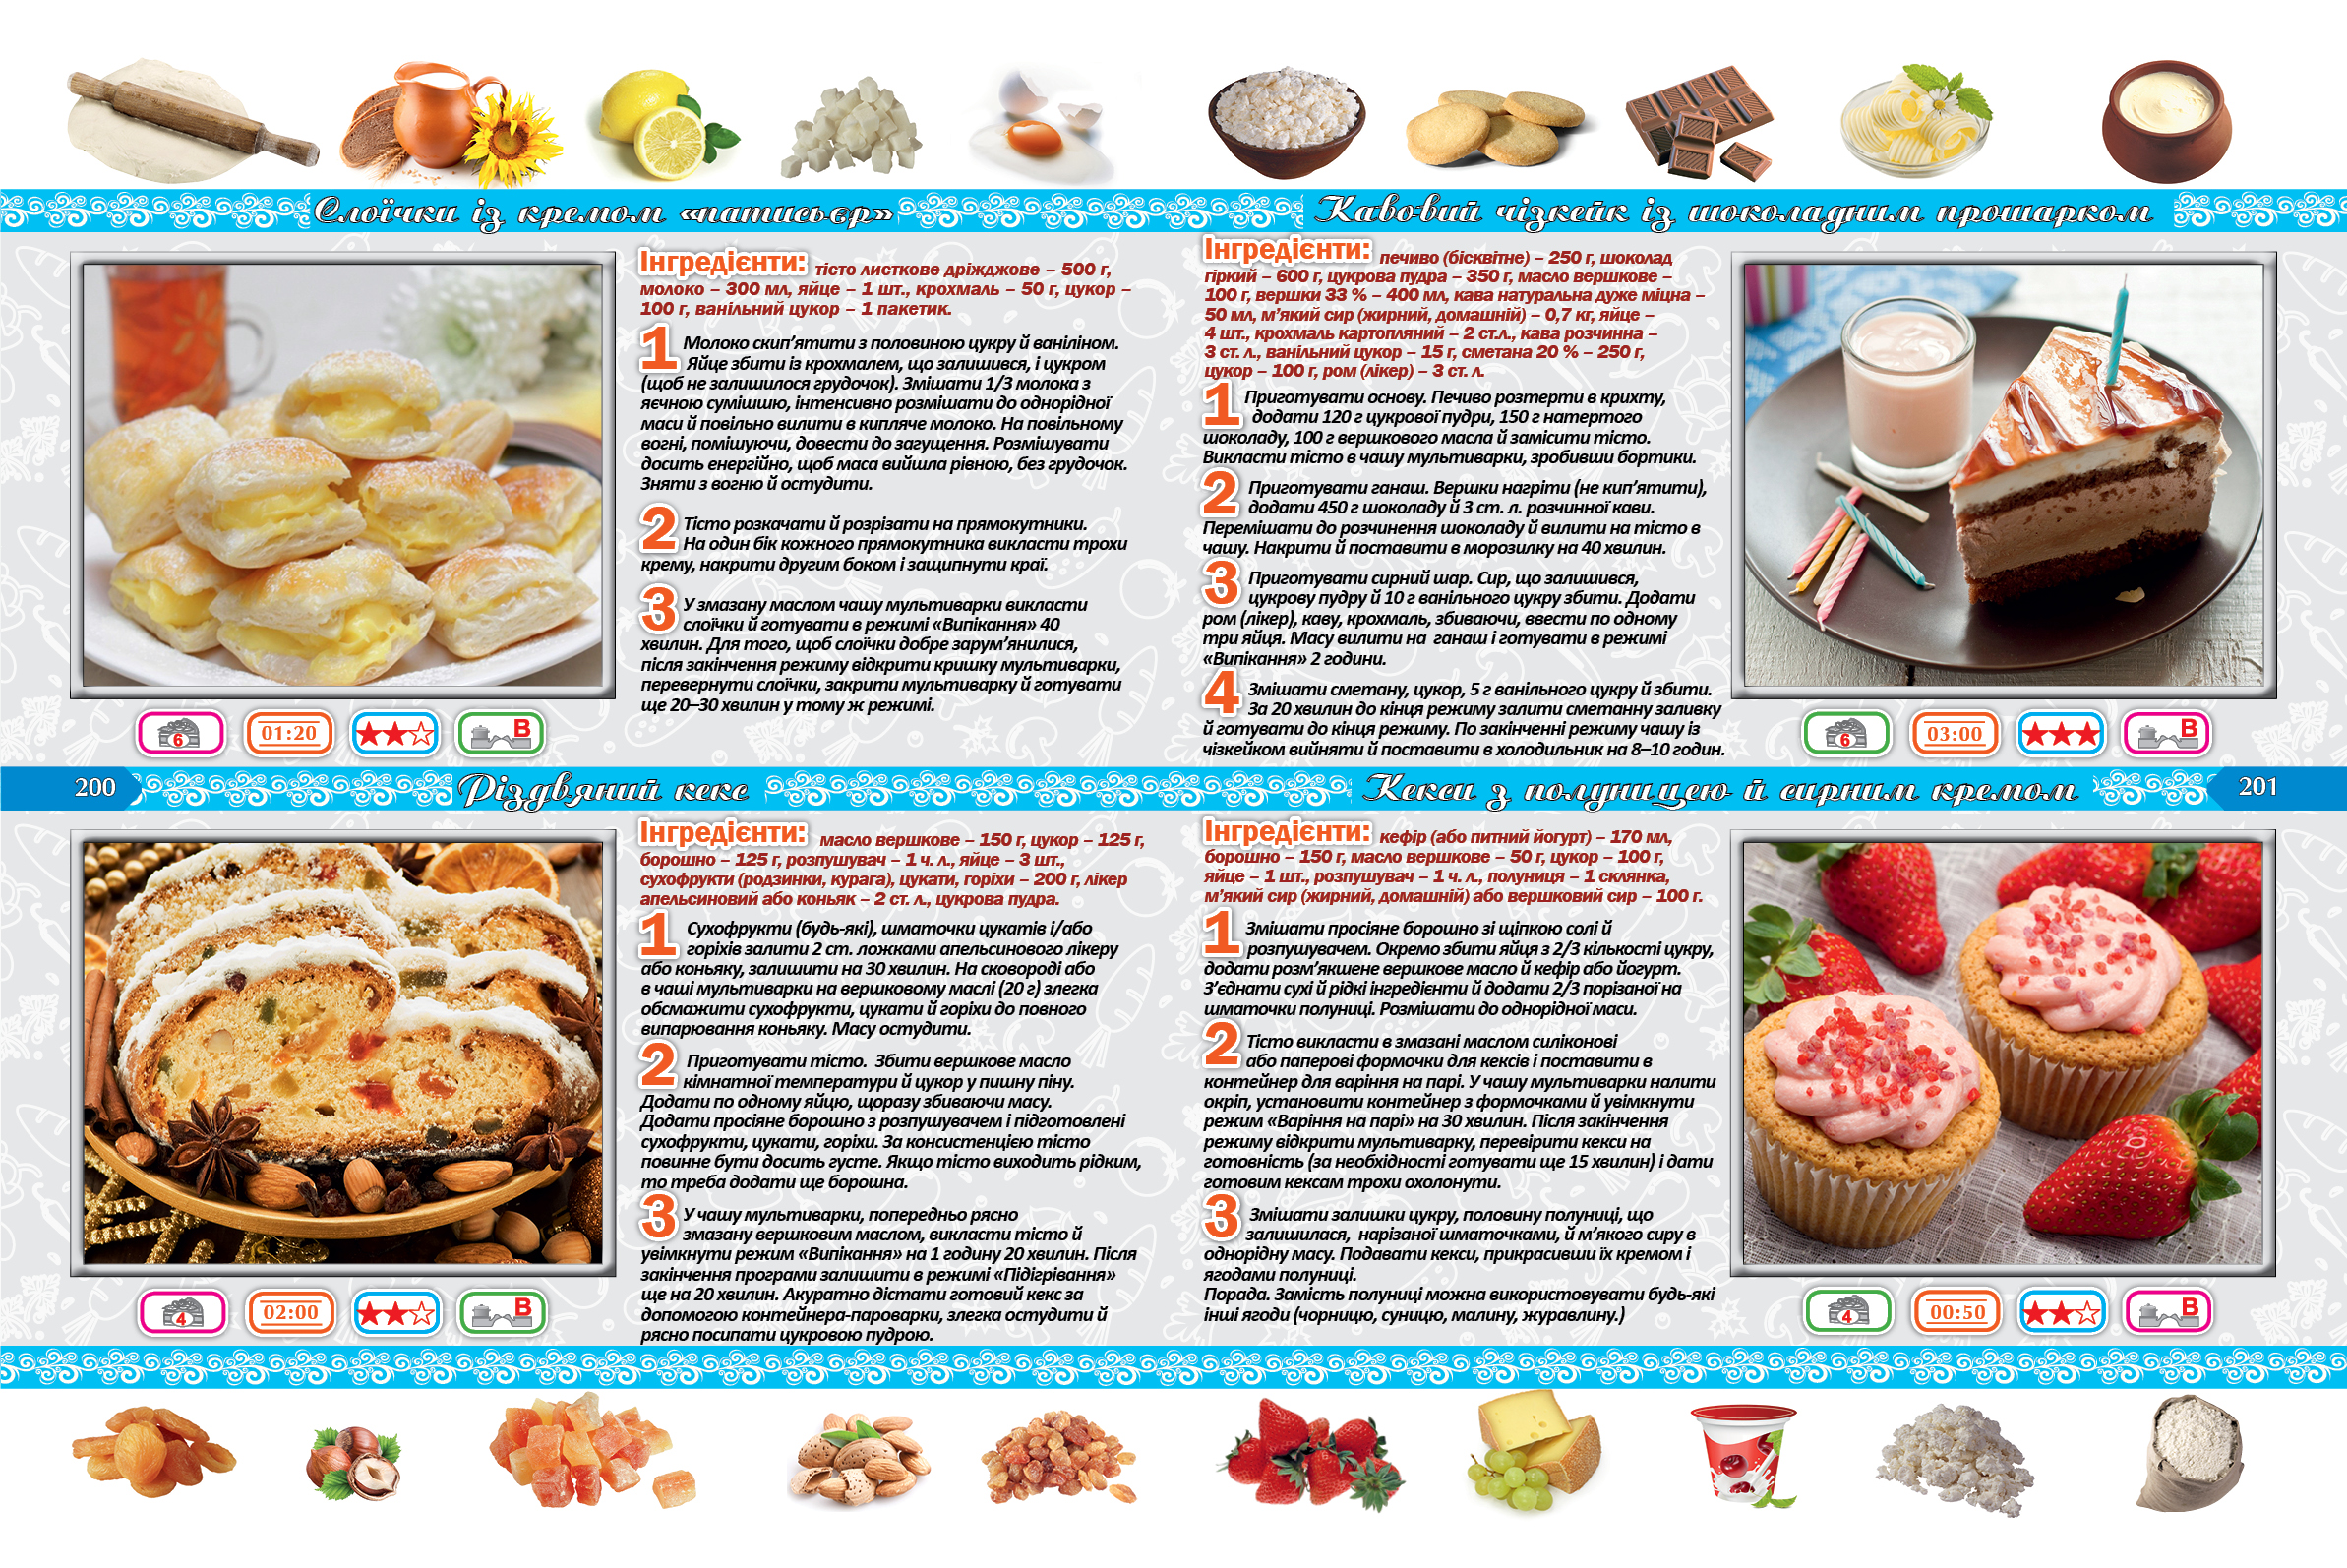 Слоїчки із кремом «патисьєр»
Інгредієнти: тісто листкове дріжджове – 500 г,
молоко – 300 мл, яйце – 1 шт., крохмаль – 50 г, цукор –
100 г, ванільний цукор – 1 пакетик.
1 Молоко скип’ятити з половиною цукру й ваніліном.
Яйце збити із крохмалем, що залишився, і цукром
(щоб не залишилося грудочок). Змішати 1/3 молока з
яєчною сумішшю, інтенсивно розмішати до однорідної
маси й повільно вилити в кипляче молоко. На повільному
вогні, помішуючи, довести до загущення. Розмішувати
досить енергійно, щоб маса вийшла рівною, без грудочок.
Зняти з вогню й остудити.
2 Тісто розкачати й розрізати на прямокутники.
На один бік кожного прямокутника викласти трохи
крему, накрити другим боком і защипнути краї.
3 У змазану маслом чашу мультиварки викласти
слоїчки й готувати в режимі «Випікання» 40
хвилин. Для того, щоб слоїчки добре зарум’янилися,
після закінчення режиму відкрити кришку мультиварки,
перевернути слоїчки, закрити мультиварку й готувати
ще 20–30 хвилин у тому ж режимі.
6 01:20 В
Кавовий чізкейк із шоколадним прошарком
Інгредієнти: печиво (бісквітне) – 250 г, шоколад
гіркий – 600 г, цукрова пудра – 350 г, масло вершкове –
100 г, вершки 33 % – 400 мл, кава натуральна дуже міцна –
50 мл, м’який сир (жирний, домашній) – 0,7 кг, яйце –
4 шт., крохмаль картопляний – 2 ст.л., кава розчинна –
3 ст. л., ванільний цукор – 15 г, сметана 20 % – 250 г,
цукор – 100 г, ром (лікер) – 3 ст. л.
1 Приготувати основу. Печиво розтерти в крихту,
додати 120 г цукрової пудри, 150 г натертого
шоколаду, 100 г вершкового масла й замісити тісто.
Викласти тісто в чашу мультиварки, зробивши бортики.
2 Приготувати ганаш. Вершки нагріти (не кип’ятити),
додати 450 г шоколаду й 3 ст. л. розчинної кави.
Перемішати до розчинення шоколаду й вилити на тісто в
чашу. Накрити й поставити в морозилку на 40 хвилин.
3 Приготувати сирний шар. Сир, що залишився,
цукрову пудру й 10 г ванільного цукру збити. Додати
ром (лікер), каву, крохмаль, збиваючи, ввести по одному
три яйця. Масу вилити на ганаш і готувати в режимі
«Випікання» 2 години.
4 Змішати сметану, цукор, 5 г ванільного цукру й збити.
За 20 хвилин до кінця режиму залити сметанну заливку
й готувати до кінця режиму. По закінченні режиму чашу із
чізкейком вийняти й поставити в холодильник на 8–10 годин.
6 03:00 В
200
Різдвяний кекс
Інгредієнти: масло вершкове – 150 г, цукор – 125 г,
борошно – 125 г, розпушувач – 1 ч. л., яйце – 3 шт.,
сухофрукти (родзинки, курага), цукати, горіхи – 200 г, лікер
апельсиновий або коньяк – 2 ст. л., цукрова пудра.
1 Сухофрукти (будь-які), шматочки цукатів і/або
горіхів залити 2 ст. ложками апельсинового лікеру
або коньяку, залишити на 30 хвилин. На сковороді або
в чаші мультиварки на вершковому маслі (20 г) злегка
обсмажити сухофрукти, цукати й горіхи до повного
випарювання коньяку. Масу остудити.
2 Приготувати тісто. Збити вершкове масло
кімнатної температури й цукор у пишну піну.
Додати по одному яйцю, щоразу збиваючи масу.
Додати просіяне борошно з розпушувачем і підготовлені
сухофрукти, цукати, горіхи. За консистенцією тісто
повинне бути досить густе. Якщо тісто виходить рідким,
то треба додати ще борошна.
3 У чашу мультиварки, попередньо рясно
змазану вершковим маслом, викласти тісто й
увімкнути режим «Випікання» на 1 годину 20 хвилин. Після
закінчення програми залишити в режимі «Підігрівання»
ще на 20 хвилин. Акуратно дістати готовий кекс за
допомогою контейнера-пароварки, злегка остудити й
рясно посипати цукровою пудрою.
4 02:00 В
Кекси з полуницею й сирним кремом
201
Інгредієнти: кефір (або питний йогурт) – 170 мл,
борошно – 150 г, масло вершкове – 50 г, цукор – 100 г,
яйце – 1 шт., розпушувач – 1 ч. л., полуниця – 1 склянка,
м’який сир (жирний, домашній) або вершковий сир – 100 г.
1 Змішати просіяне борошно зі щіпкою солі й
розпушувачем. Окремо збити яйця з 2/3 кількості цукру,
додати розм’якшене вершкове масло й кефір або йогурт.
З’єднати сухі й рідкі інгредієнти й додати 2/3 порізаної на
шматочки полуниці. Розмішати до однорідної маси.
2 Тісто викласти в змазані маслом силіконові
або паперові формочки для кексів і поставити в
контейнер для варіння на парі. У чашу мультиварки налити
окріп, установити контейнер з формочками й увімкнути
режим «Варіння на парі» на 30 хвилин. Після закінчення
режиму відкрити мультиварку, перевірити кекси на
готовність (за необхідності готувати ще 15 хвилин) і дати
готовим кексам трохи охолонути.
3 Змішати залишки цукру, половину полуниці, що
залишилася, нарізаної шматочками, й м’якого сиру в
однорідну масу. Подавати кекси, прикрасивши їх кремом і
ягодами полуниці.
Порада. Замість полуниці можна використовувати будь-які
інші ягоди (чорницю, суницю, малину, журавлину.)
4 00:50 В